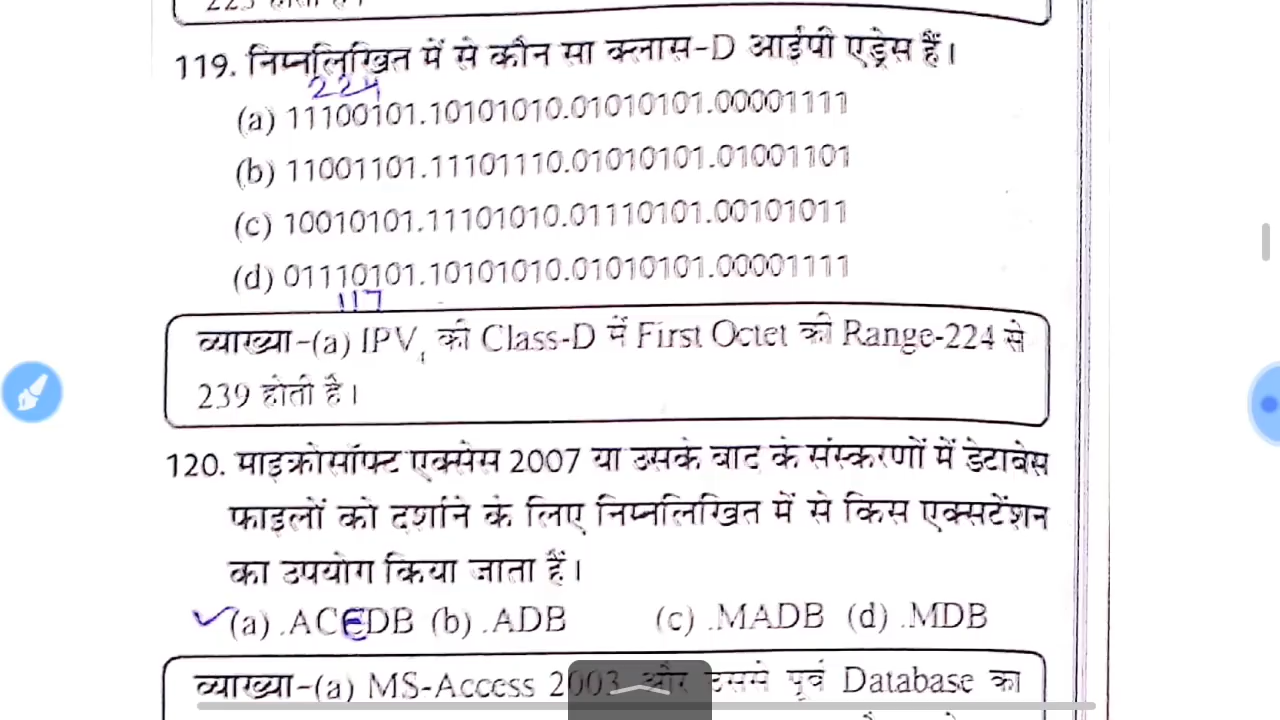 119. निम्नलिखित में से कौन सा क्लास-D आईपी एड्रेस हैं।
224
(a) 11100101.10101010.01010101.00001111
(b) 11001101.11101110.01010101.01001101
(c) 10010101.11101010.01110101.00101011
(d) 01110101.10101010.01010101.00001111
117
व्याख्या-(a) IPV4 की Class-D में First Octet की Range-224 से
239 होती है।
120. माइक्रोसॉफ्ट एक्सेस 2007 या उसके बाद के संस्करणों में डेटाबेस
फाइलों को दर्शाने के लिए निम्नलिखित में से किस एक्सटेंशन
का उपयोग किया जाता हैं।
(a) .ACEDB (b) .ADB (c) .MADB (d) .MDB
व्याख्या-(a) MS-Access 2003 और उससे पूर्व Database का